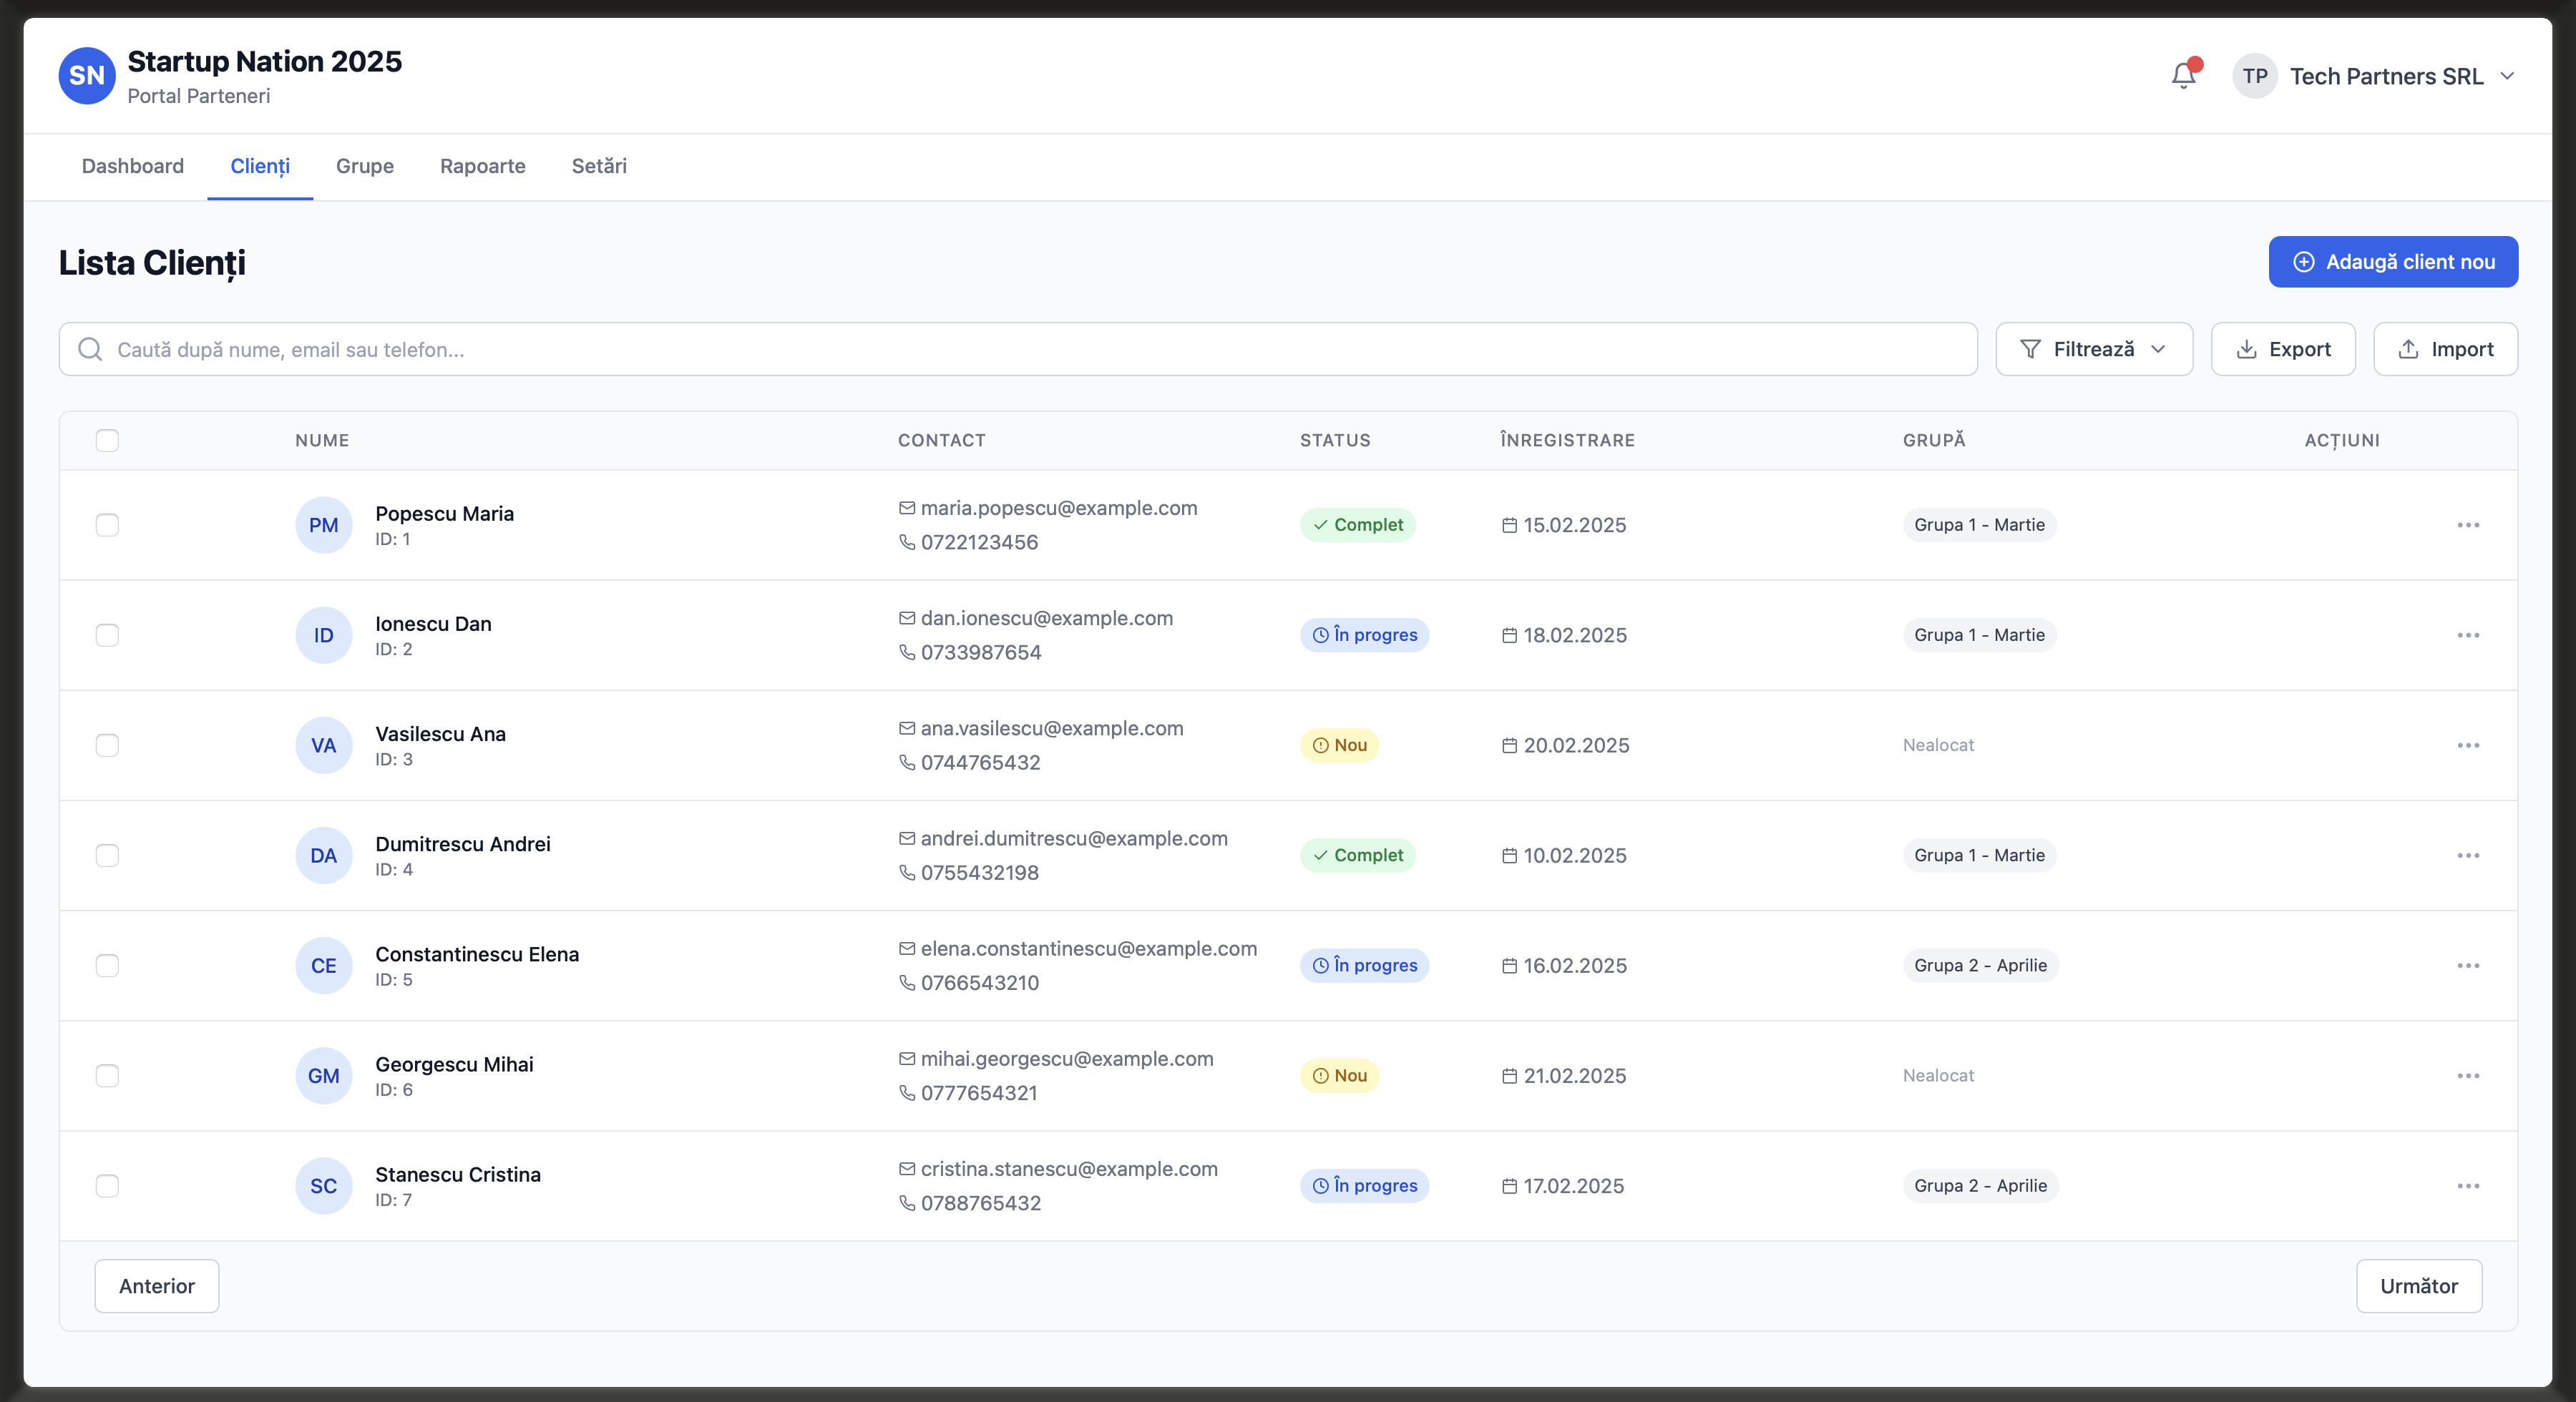 SN
Startup Nation 2025
Portal Parteneri
TP
Tech Partners SRL
Dashboard
Clienți
Grupe
Rapoarte
Setări
Lista Clienți
Adaugă client nou
Caută după nume, email sau telefon...
Filtrează
Export
Import
NUME
CONTACT
STATUS
ÎNREGISTRARE
GRUPĂ
ACȚIUNI
PM
Popescu Maria
ID: 1
maria.popescu@example.com
0722123456
Complet
15.02.2025
Grupa 1 - Martie
ID
Ionescu Dan
ID: 2
dan.ionescu@example.com
0733987654
În progres
18.02.2025
Grupa 1 - Martie
VA
Vasilescu Ana
ID: 3
ana.vasilescu@example.com
0744765432
Nou
20.02.2025
Nealocat
DA
Dumitrescu Andrei
ID: 4
andrei.dumitrescu@example.com
0755432198
Complet
10.02.2025
Grupa 1 - Martie
CE
Constantinescu Elena
ID: 5
elena.constantinescu@example.com
0766543210
În progres
16.02.2025
Grupa 2 - Aprilie
GM
Georgescu Mihai
ID: 6
mihai.georgescu@example.com
0777654321
Nou
21.02.2025
Nealocat
SC
Stanescu Cristina
ID: 7
cristina.stanescu@example.com
0788765432
În progres
17.02.2025
Grupa 2 - Aprilie
Anterior
Următor